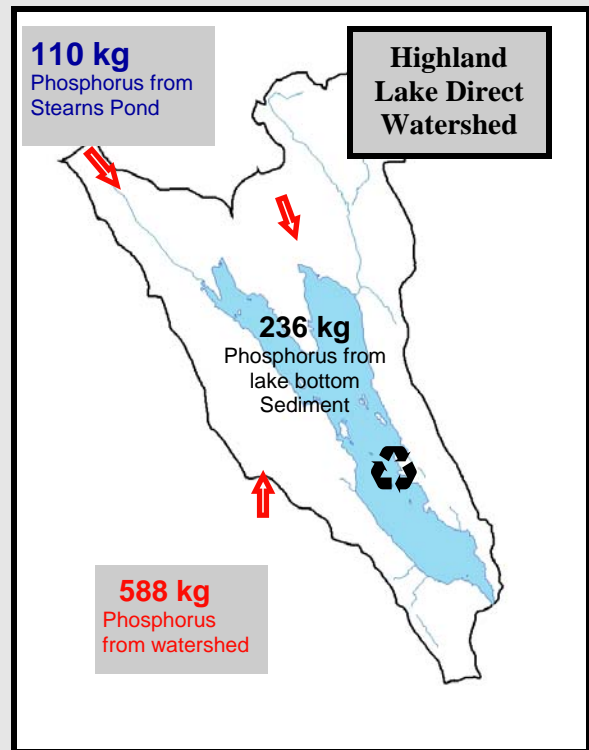 110 kg
Phosphorus from
Stearns Pond
Highland
Lake Direct
Watershed
236 kg
Phosphorus from
lake bottom
Sediment
588 kg
Phosphorus
from watershed